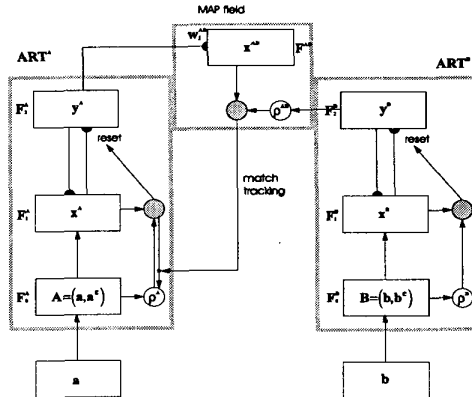 MAP field
w_j^AB
x^AB
F^AB
ART^A
ART^B
F_2^A
y^A
ρ^AB
F_2^B
y^B
reset
reset
match
tracking
F_1^A
x^A
F_1^B
x^B
F_0^A
A=(a,a^c)
ρ^A
F_0^B
B=(b,b^c)
ρ^B
a
b